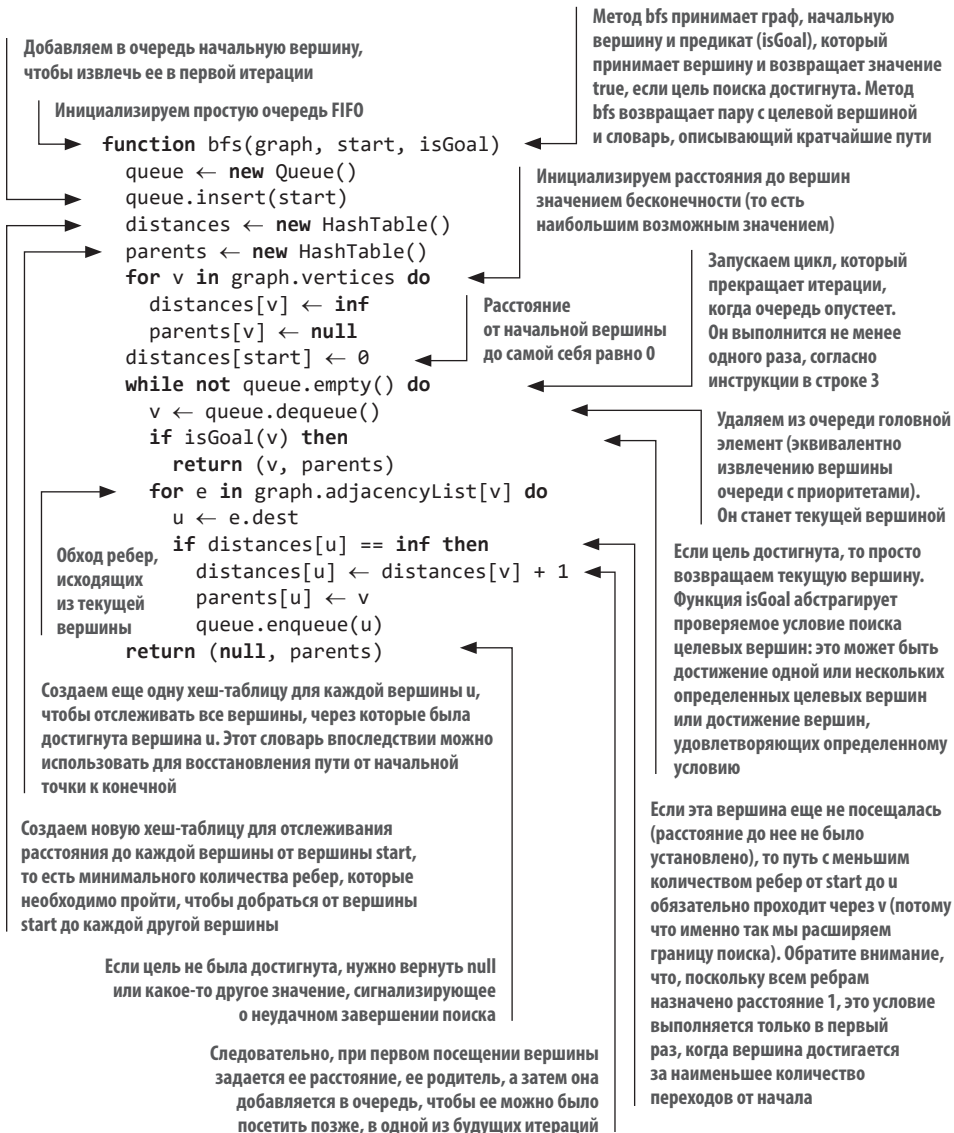 Метод bfs принимает граф, начальную
вершину и предикат (isGoal), который
принимает вершину и возвращает значение
true, если цель поиска достигнута. Метод
bfs возвращает пару с целевой вершиной
и словарь, описывающий кратчайшие пути
Добавляем в очередь начальную вершину,
чтобы извлечь ее в первой итерации
Инициализируем простую очередь FIFO
function bfs(graph, start, isGoal)
queue ← new Queue()
queue.insert(start)
distances ← new HashTable()
parents ← new HashTable()
for v in graph.vertices do
distances[v] ← inf
parents[v] ← null
distances[start] ← 0
while not queue.empty() do
v ← queue.dequeue()
if isGoal(v) then
return (v, parents)
for e in graph.adjacencyList[v] do
u ← e.dest
if distances[u] == inf then
distances[u] ← distances[v] + 1
parents[u] ← v
queue.enqueue(u)
return (null, parents)
Инициализируем расстояния до вершин
значением бесконечности (то есть
наибольшим возможным значением)
Расстояние
от начальной вершины
до самой себя равно 0
Запускаем цикл, который
прекращает итерации,
когда очередь опустеет.
Он выполнится не менее
одного раза, согласно
инструкции в строке 3
Удаляем из очереди головной
элемент (эквивалентно
извлечению вершины
очереди с приоритетами).
Он станет текущей вершиной
Обход ребер,
исходящих
из текущей
вершины
Если цель достигнута, то просто
возвращаем текущую вершину.
Функция isGoal абстрагирует
проверяемое условие поиска
целевых вершин: это может быть
достижение одной или нескольких
определенных целевых вершин
или достижение вершин,
удовлетворяющих определенному
условию
Создаем еще одну хеш-таблицу для каждой вершины u,
чтобы отслеживать все вершины, через которые была
достигнута вершина u. Этот словарь впоследствии можно
использовать для восстановления пути от начальной
точки к конечной
Создаем новую хеш-таблицу для отслеживания
расстояния до каждой вершины от вершины start,
то есть минимального количества ребер, которые
необходимо пройти, чтобы добраться от вершины
start до каждой другой вершины
Если эта вершина еще не посещалась
(расстояние до нее не было
установлено), то путь с меньшим
количеством ребер от start до u
обязательно проходит через v (потому
что именно так мы расширяем
границу поиска). Обратите внимание,
что, поскольку всем ребрам
назначено расстояние 1, это условие
выполняется только в первый
раз, когда вершина достигается
за наименьшее количество
переходов от начала
Если цель не была достигнута, нужно вернуть null
или какое-то другое значение, сигнализирующее
о неудачном завершении поиска
Следовательно, при первом посещении вершины
задается ее расстояние, ее родитель, а затем она
добавляется в очередь, чтобы ее можно было
посетить позже, в одной из будущих итераций